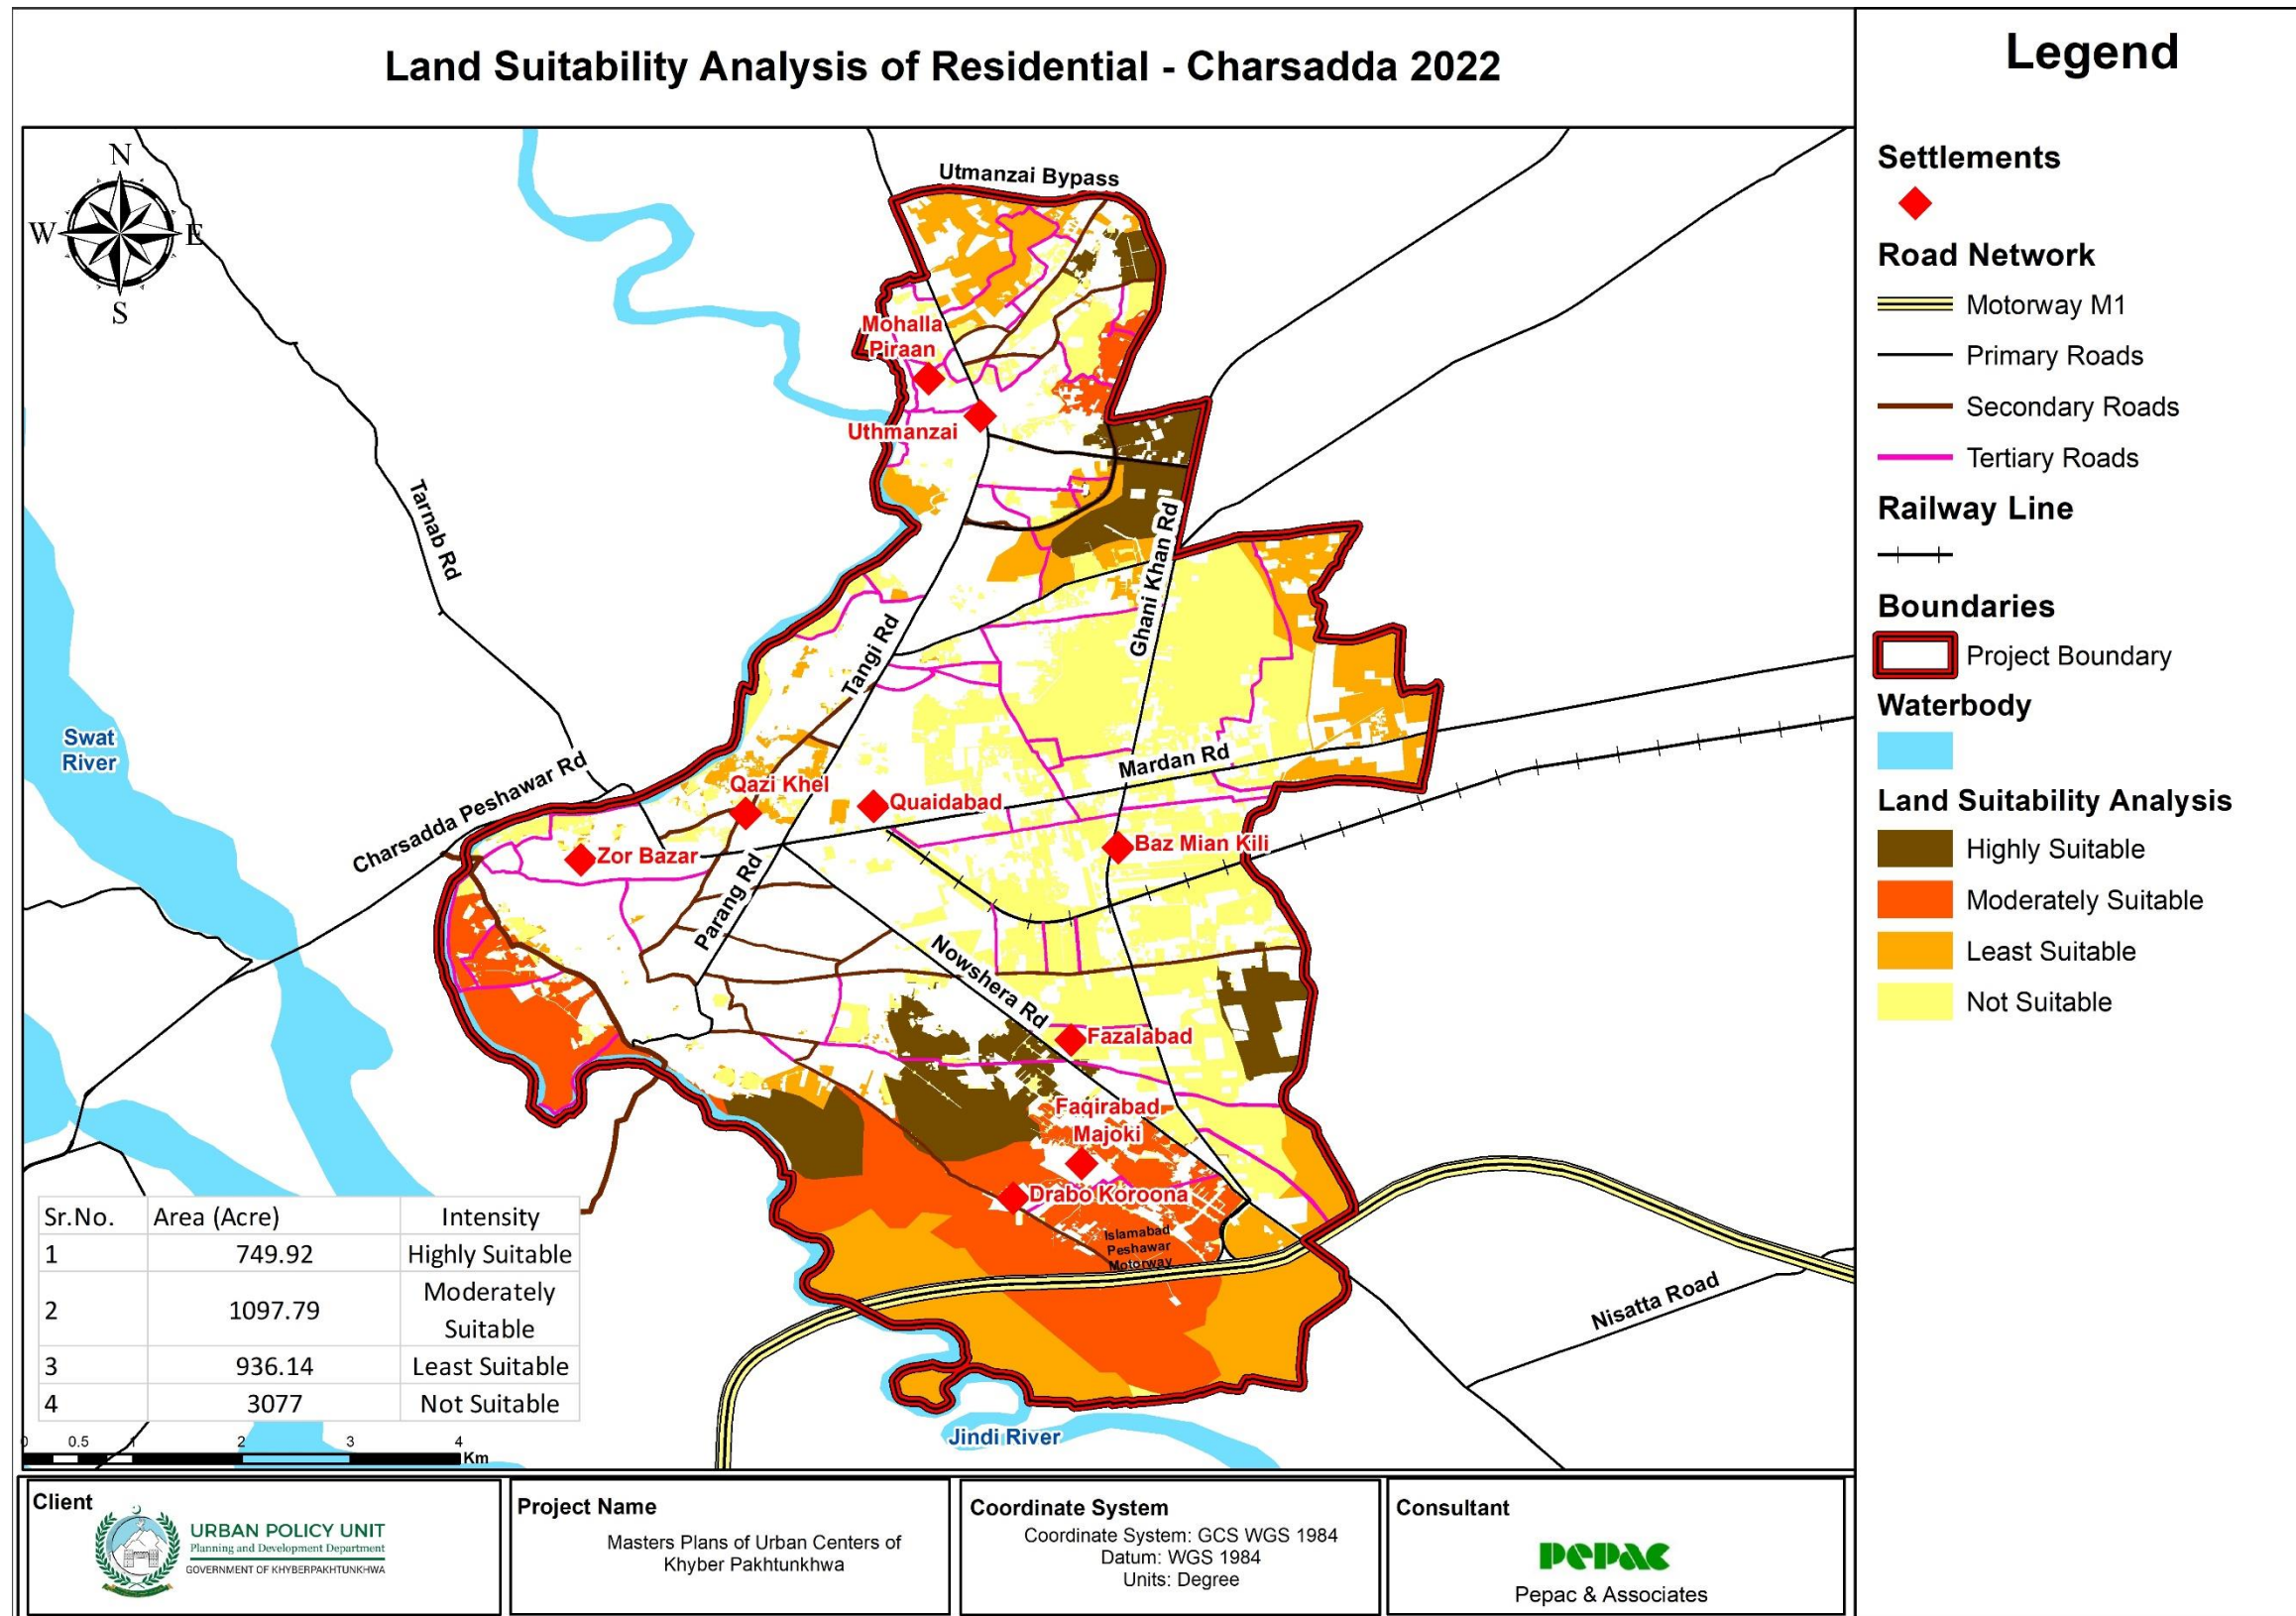 Land Suitability Analysis of Residential - Charsadda 2022
N
W
E
S
Utmanzai Bypass
Mohalla
Piraan
Uthmanzai
Tarnab Rd
Ghani Khan Rd
Tangi Rd
Swat
River
Charsadda Peshawar Rd
Mardan Rd
Qazi Khel
Quaidabad
Zor Bazar
Baz Mian Kili
Parang Rd
Nowshera Rd
Fazalabad
Faqirabad
Majoki
Drabo Koroona
Islamabad
Peshawar
Motorway
Nisatta Road
Jindi River
Sr.No. Area (Acre) Intensity
1 749.92 Highly Suitable
2 1097.79 Moderately
Suitable
3 936.14 Least Suitable
4 3077 Not Suitable
0 0.5 1 2 3 4
Km
Legend
Settlements
Road Network
Motorway M1
Primary Roads
Secondary Roads
Tertiary Roads
Railway Line
Boundaries
Project Boundary
Waterbody
Land Suitability Analysis
Highly Suitable
Moderately Suitable
Least Suitable
Not Suitable
Client
URBAN POLICY UNIT
Planning and Development Department
GOVERNMENT OF KHYBERPAKHTUNKHWA
Project Name
Masters Plans of Urban Centers of
Khyber Pakhtunkhwa
Coordinate System
Coordinate System: GCS WGS 1984
Datum: WGS 1984
Units: Degree
Consultant
PEPAC
Pepac & Associates